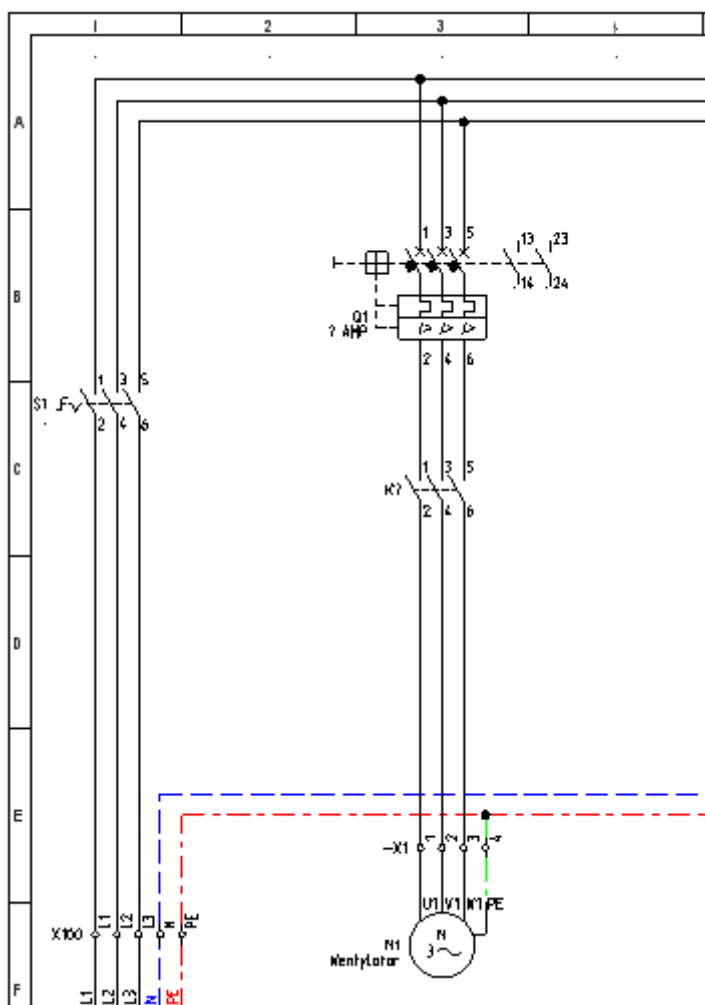 1 2 3
A
1 3 5 13 23
14 24
B
Q1
? AMP
2 4 6
1 3 5
S1
2 4 6
C
1 3 5
K?
2 4 6
D
E
-X1 1 2 3 4
U1 V1 W1 PE
X100 L1 L2 L3 N PE
3
Wentylator
F
L1 L2 L3 N PE